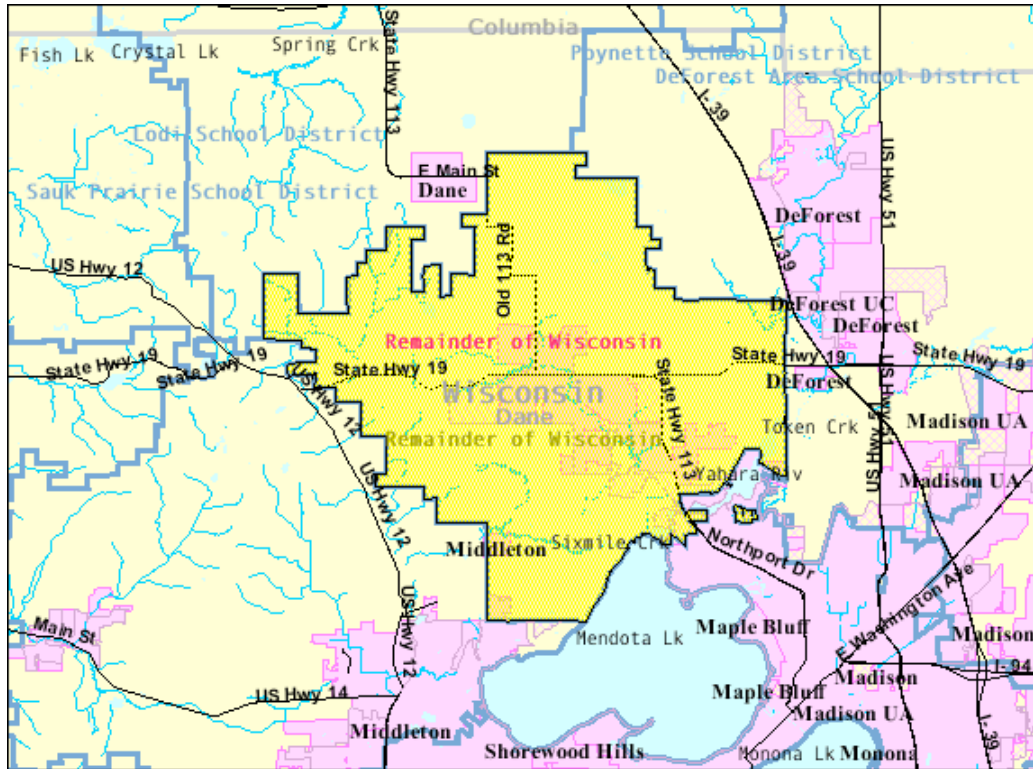 Columbia
State Hwy 113
Fish Lk
Crystal Lk
Spring Crk
Poynette School District
DeForest Area School District
I- 39
Lodi School District
US Hwy 51
E Main St
Dane
Sauk Prairie School District
DeForest
Old 113 Rd
I-39
US Hwy 12
DeForest UC
DeForest
Remainder of Wisconsin
State Hwy 19
State Hwy 19
State Hwy 19
State Hwy 19
State Hwy 19
US Hwy 12
DeForest
US Hwy 51
Wisconsin
Dane
State Hwy 113
Token Crk
Madison UA
Remainder of Wisconsin
US Hwy 51
US Hwy 12
Yahara Riv
Madison UA
Middleton
Sixmile Crk
Northport Dr
US Hwy 12
E Washington Ave
Main St
Mendota Lk
Maple Bluff
Madison
I- 94
Madison
US Hwy 14
Maple Bluff
Madison UA
I-39
Middleton
Shorewood Hills
Monona Lk
Monona